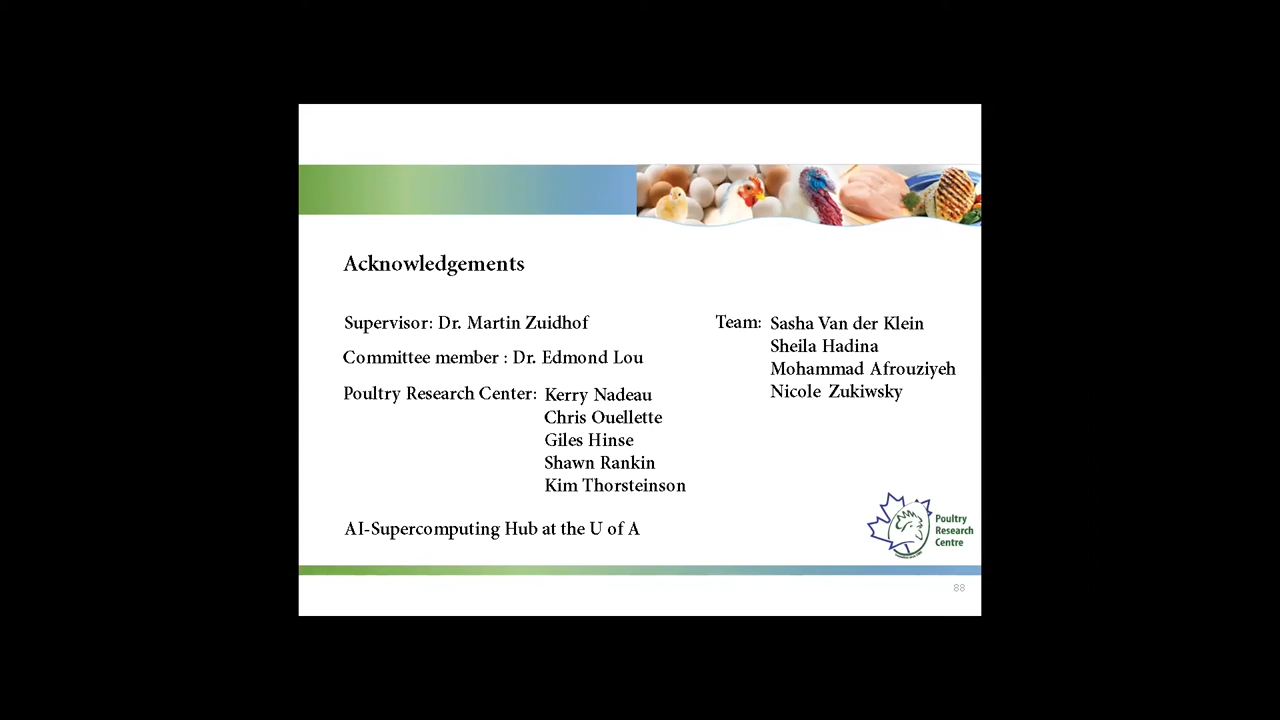 Acknowledgements
Supervisor: Dr. Martin Zuidhof
Committee member : Dr. Edmond Lou
Poultry Research Center: Kerry Nadeau
Chris Ouellette
Giles Hinse
Shawn Rankin
Kim Thorsteinson
AI-Supercomputing Hub at the U of A
Team: Sasha Van der Klein
Sheila Hadina
Mohammad Afrouziyeh
Nicole Zukiwsky
Poultry
Research
Centre
88